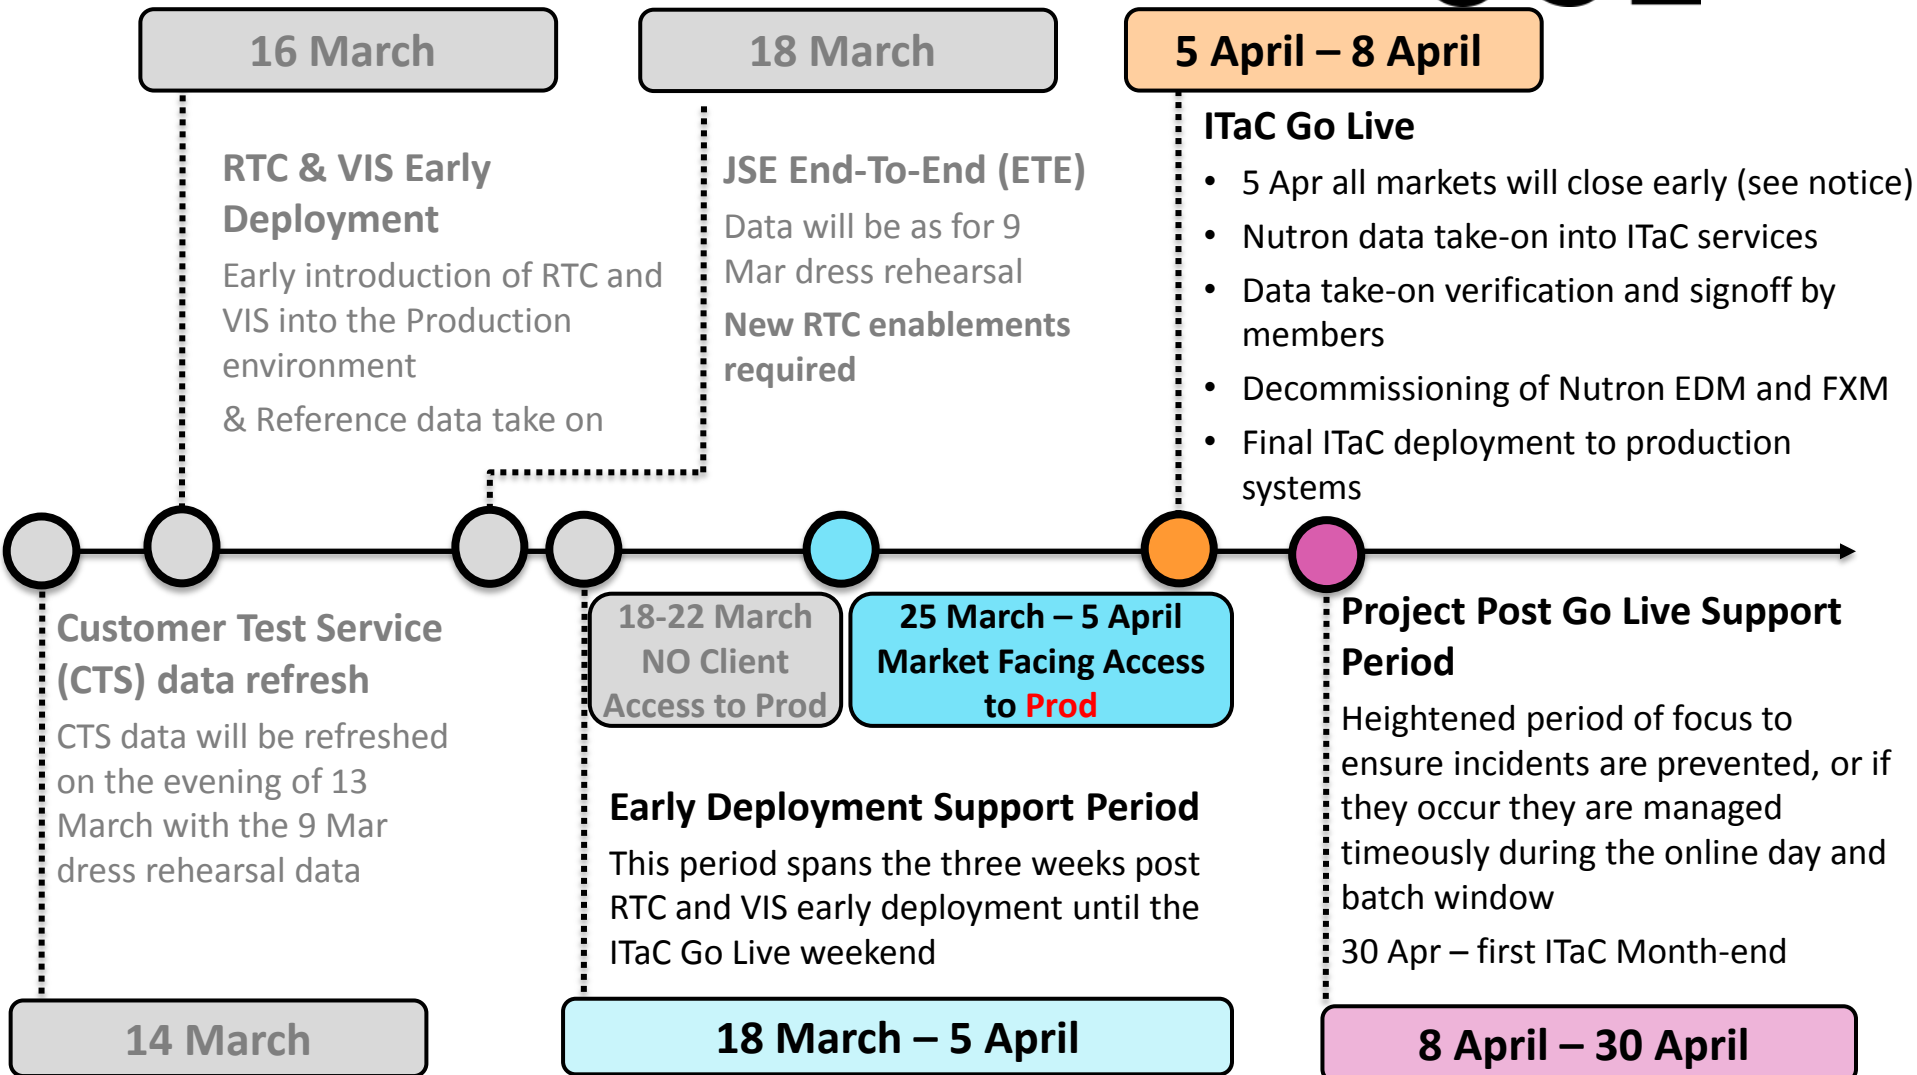 16 March
18 March
5 April – 8 April
RTC & VIS Early
Deployment
Early introduction of RTC and
VIS into the Production
environment
& Reference data take on
JSE End-To-End (ETE)
Data will be as for 9
Mar dress rehearsal
New RTC enablements
required
ITaC Go Live
• 5 Apr all markets will close early (see notice)
• Nutron data take-on into ITaC services
• Data take-on verification and signoff by
members
• Decommissioning of Nutron EDM and FXM
• Final ITaC deployment to production
systems
Customer Test Service
(CTS) data refresh
CTS data will be refreshed
on the evening of 13
March with the 9 Mar
dress rehearsal data
14 March
18-22 March
NO Client
Access to Prod
25 March – 5 April
Market Facing Access
to Prod
Early Deployment Support Period
This period spans the three weeks post
RTC and VIS early deployment until the
ITaC Go Live weekend
18 March – 5 April
Project Post Go Live Support
Period
Heightened period of focus to
ensure incidents are prevented, or if
they occur they are managed
timeously during the online day and
batch window
30 Apr – first ITaC Month-end
8 April – 30 April